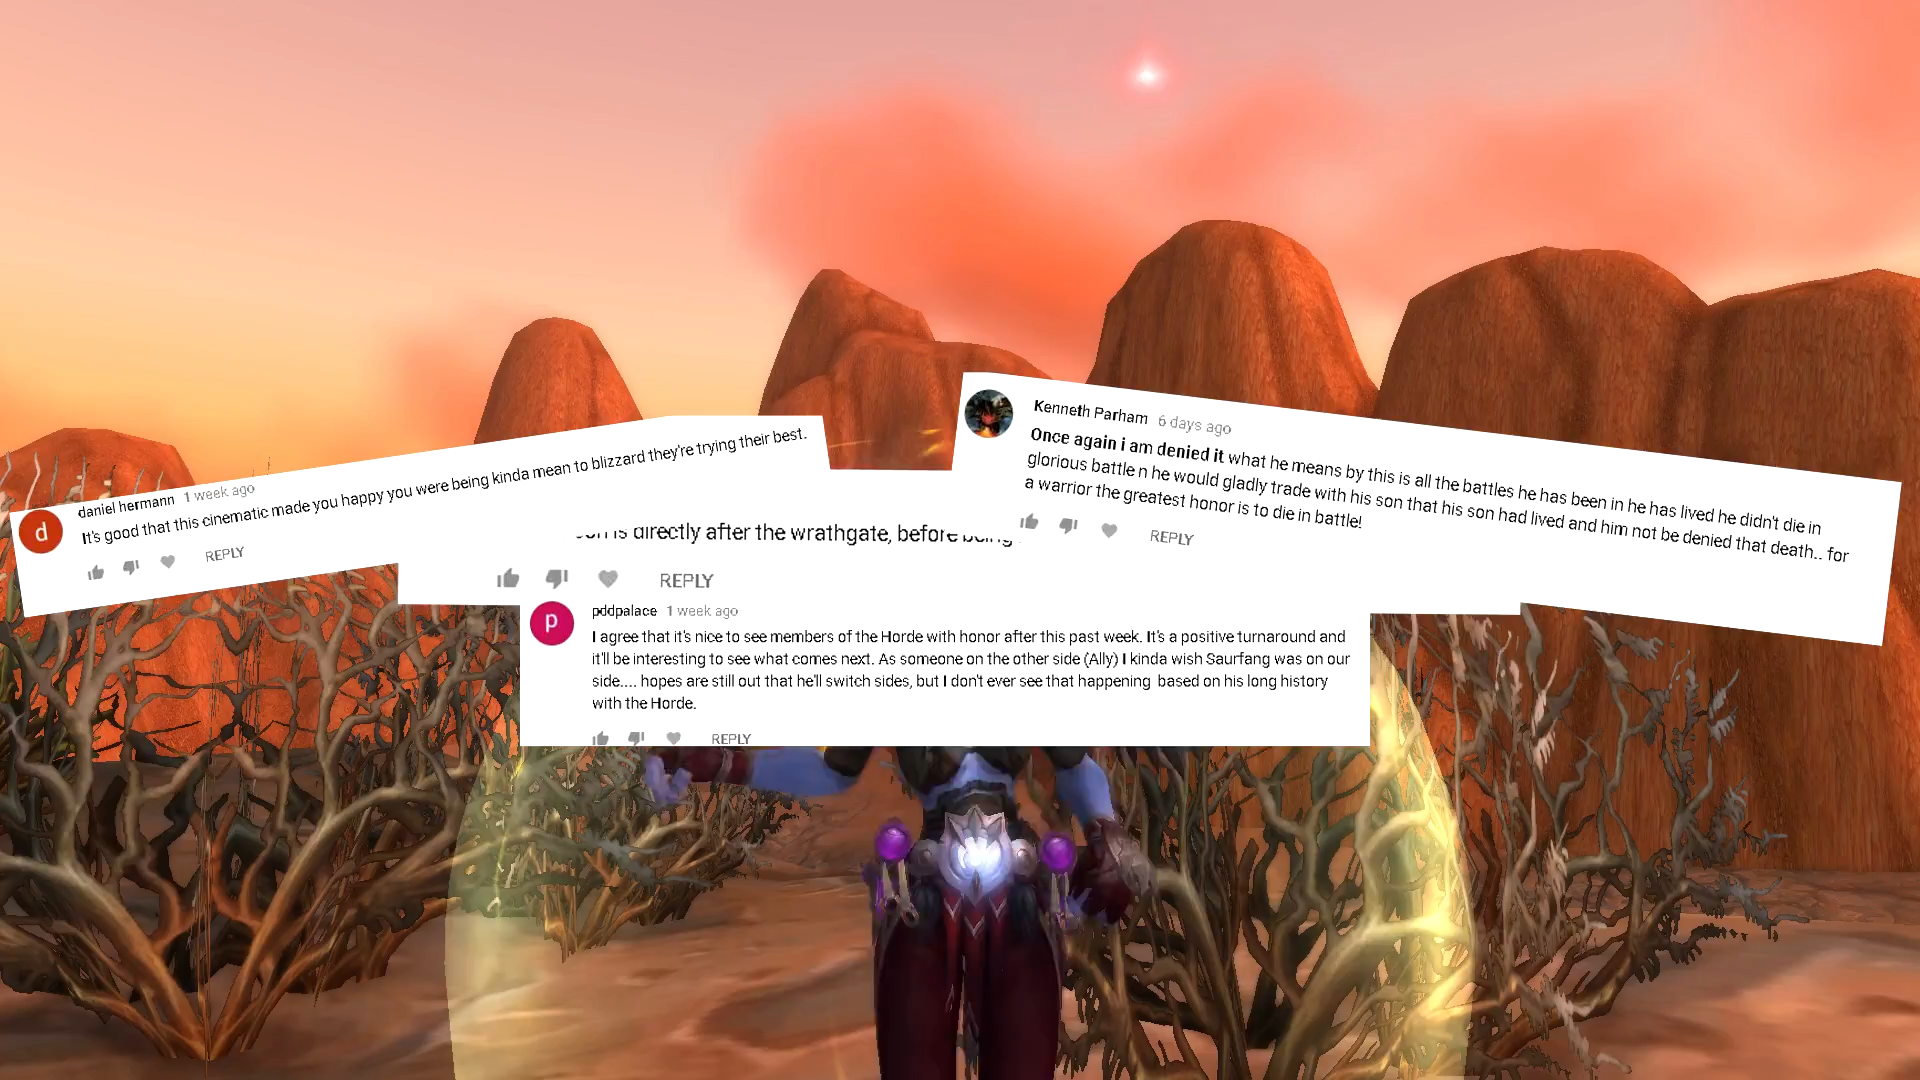 daniel hermann 1 week ago
It's good that this cinematic made you happy you were being kinda mean to blizzard they're trying their best.
REPLY
is directly after the wrathgate, before being
REPLY
Kenneth Parham 6 days ago
Once again i am denied it what he means by this is all the battles he has been in he has lived he didn't die in
glorious battle n he would gladly trade with his son that his son had lived and him not be denied that death.. for
a warrior the greatest honor is to die in battle!
REPLY
pddpalace 1 week ago
I agree that it's nice to see members of the Horde with honor after this past week. It's a positive turnaround and
it'll be interesting to see what comes next. As someone on the other side (Ally) I kinda wish Saurfang was on our
side.... hopes are still out that he'll switch sides, but I don't ever see that happening based on his long history
with the Horde.
REPLY
d
p